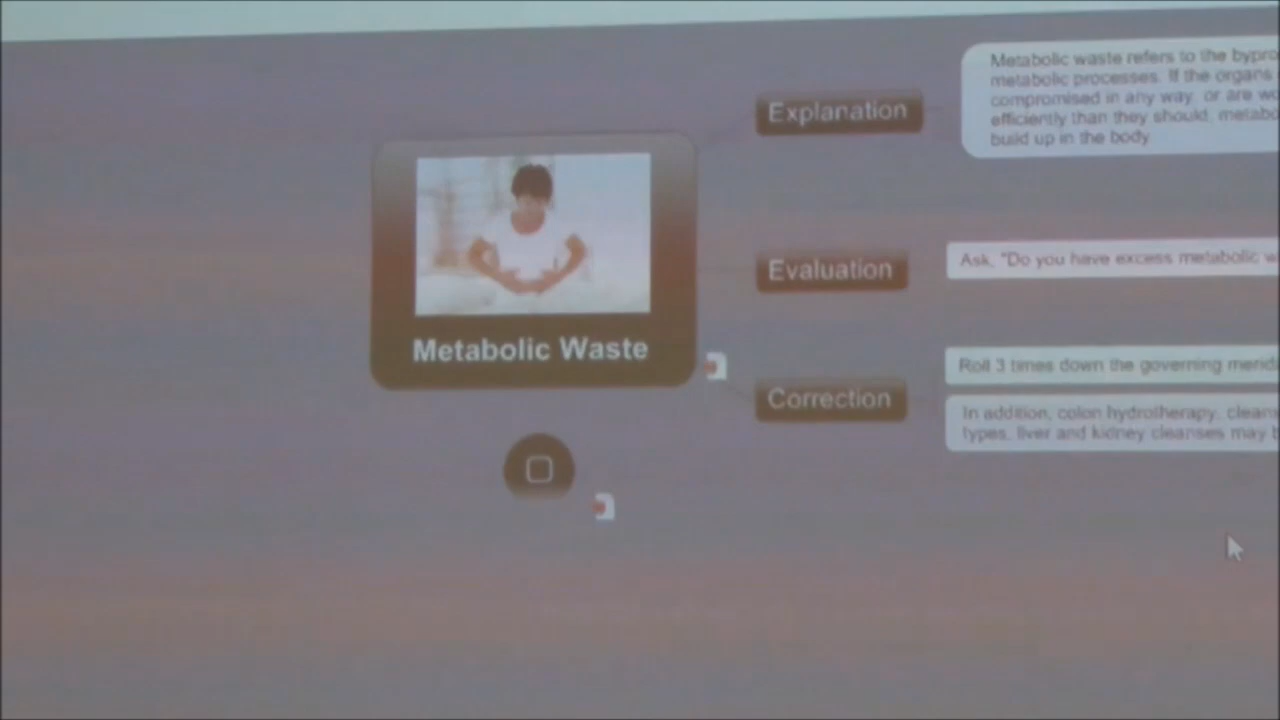 Metabolic Waste
Explanation
Metabolic waste refers to the bypro
metabolic processes. If the organs
compromised in any way, or are wo
efficiently than they should, metabo
build up in the body
Evaluation
Ask, "Do you have excess metabolic w
Correction
Roll 3 times down the governing merid
In addition, colon hydrotherapy, cleans
types, liver and kidney cleanses may b